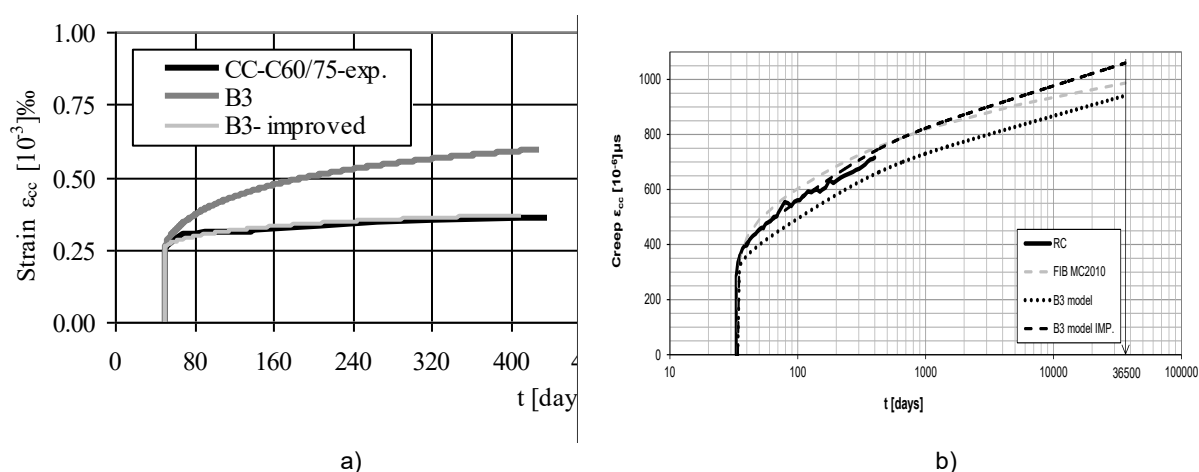 1.00
0.75
0.50
0.25
0.00
Strain εcc [10⁻³]‰
CC-C60/75-exp.
B3
B3- improved
0 80 160 240 320 400 4
t [day
a)
1000
800
600
400
200
0
Creep εcc [10⁻⁶]µs
RC
FIB MC2010
B3 model
B3 model IMP.
10 100 1000 10000 36500 100000
t [days]
b)